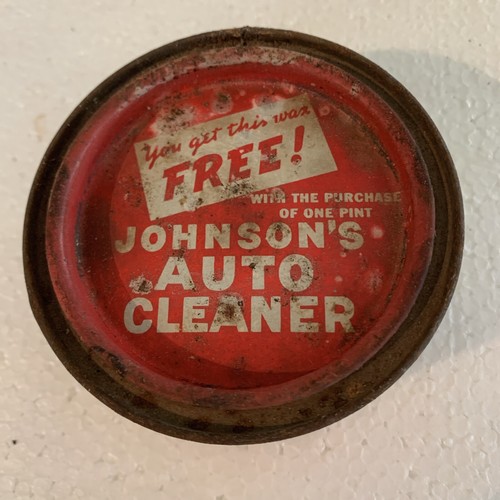 You get this wax
FREE!
WITH THE PURCHASE
OF ONE PINT
JOHNSON'S
AUTO
CLEANER